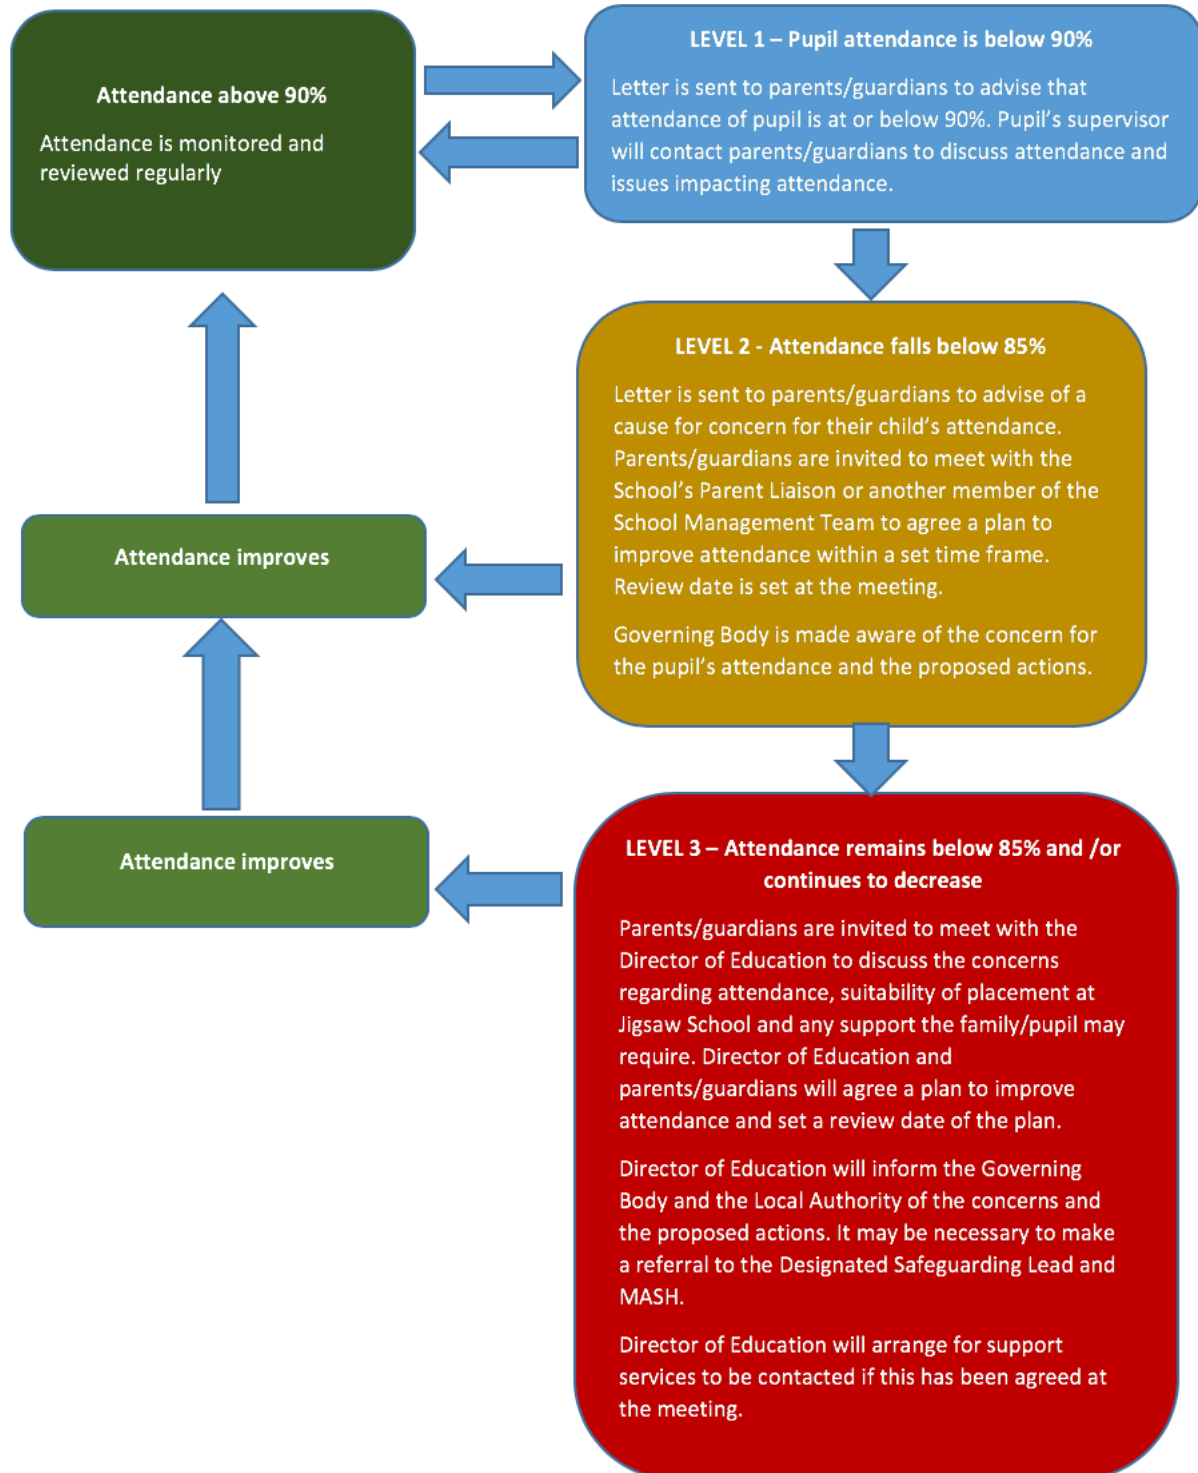 Attendance above 90%
Attendance is monitored and
reviewed regularly
LEVEL 1 – Pupil attendance is below 90%
Letter is sent to parents/guardians to advise that
attendance of pupil is at or below 90%. Pupil's supervisor
will contact parents/guardians to discuss attendance and
issues impacting attendance.
LEVEL 2 - Attendance falls below 85%
Letter is sent to parents/guardians to advise of a
cause for concern for their child's attendance.
Parents/guardians are invited to meet with the
School's Parent Liaison or another member of the
School Management Team to agree a plan to
improve attendance within a set time frame.
Review date is set at the meeting.
Governing Body is made aware of the concern for
the pupil's attendance and the proposed actions.
Attendance improves
LEVEL 3 – Attendance remains below 85% and /or
continues to decrease
Parents/guardians are invited to meet with the
Director of Education to discuss the concerns
regarding attendance, suitability of placement at
Jigsaw School and any support the family/pupil may
require. Director of Education and
parents/guardians will agree a plan to improve
attendance and set a review date of the plan.
Director of Education will inform the Governing
Body and the Local Authority of the concerns and
the proposed actions. It may be necessary to make
a referral to the Designated Safeguarding Lead and
MASH.
Director of Education will arrange for support
services to be contacted if this has been agreed at
the meeting.
Attendance improves